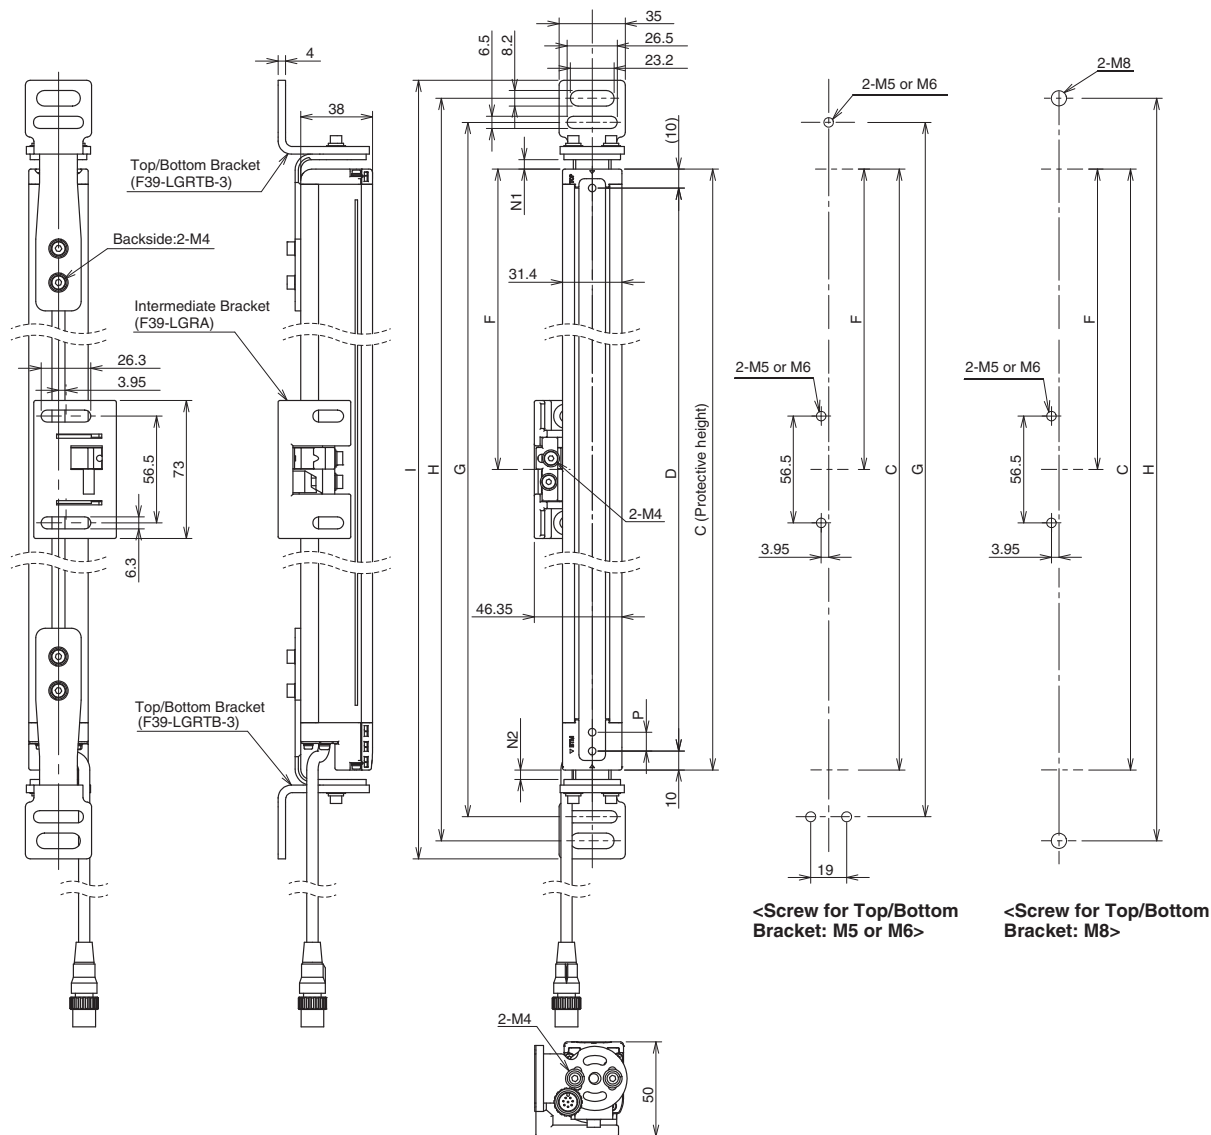 35
26.5
23.2
6.5
8.2
4
38
(10)
2-M5 or M6
2-M8
Top/Bottom Bracket
(F39-LGRTB-3)
N1
TOP
Backside:2-M4
31.4
Intermediate Bracket
(F39-LGRA)
F
F
F
26.3
3.95
2-M5 or M6
2-M5 or M6
56.5
73
I
H
G
D
C (Protective height)
56.5
C
G
56.5
C
H
2-M4
6.3
3.95
3.95
46.35
Top/Bottom Bracket
(F39-LGRTB-3)
N2
P
10
19
<Screw for Top/Bottom
Bracket: M5 or M6>
<Screw for Top/Bottom
Bracket: M8>
2-M4
50